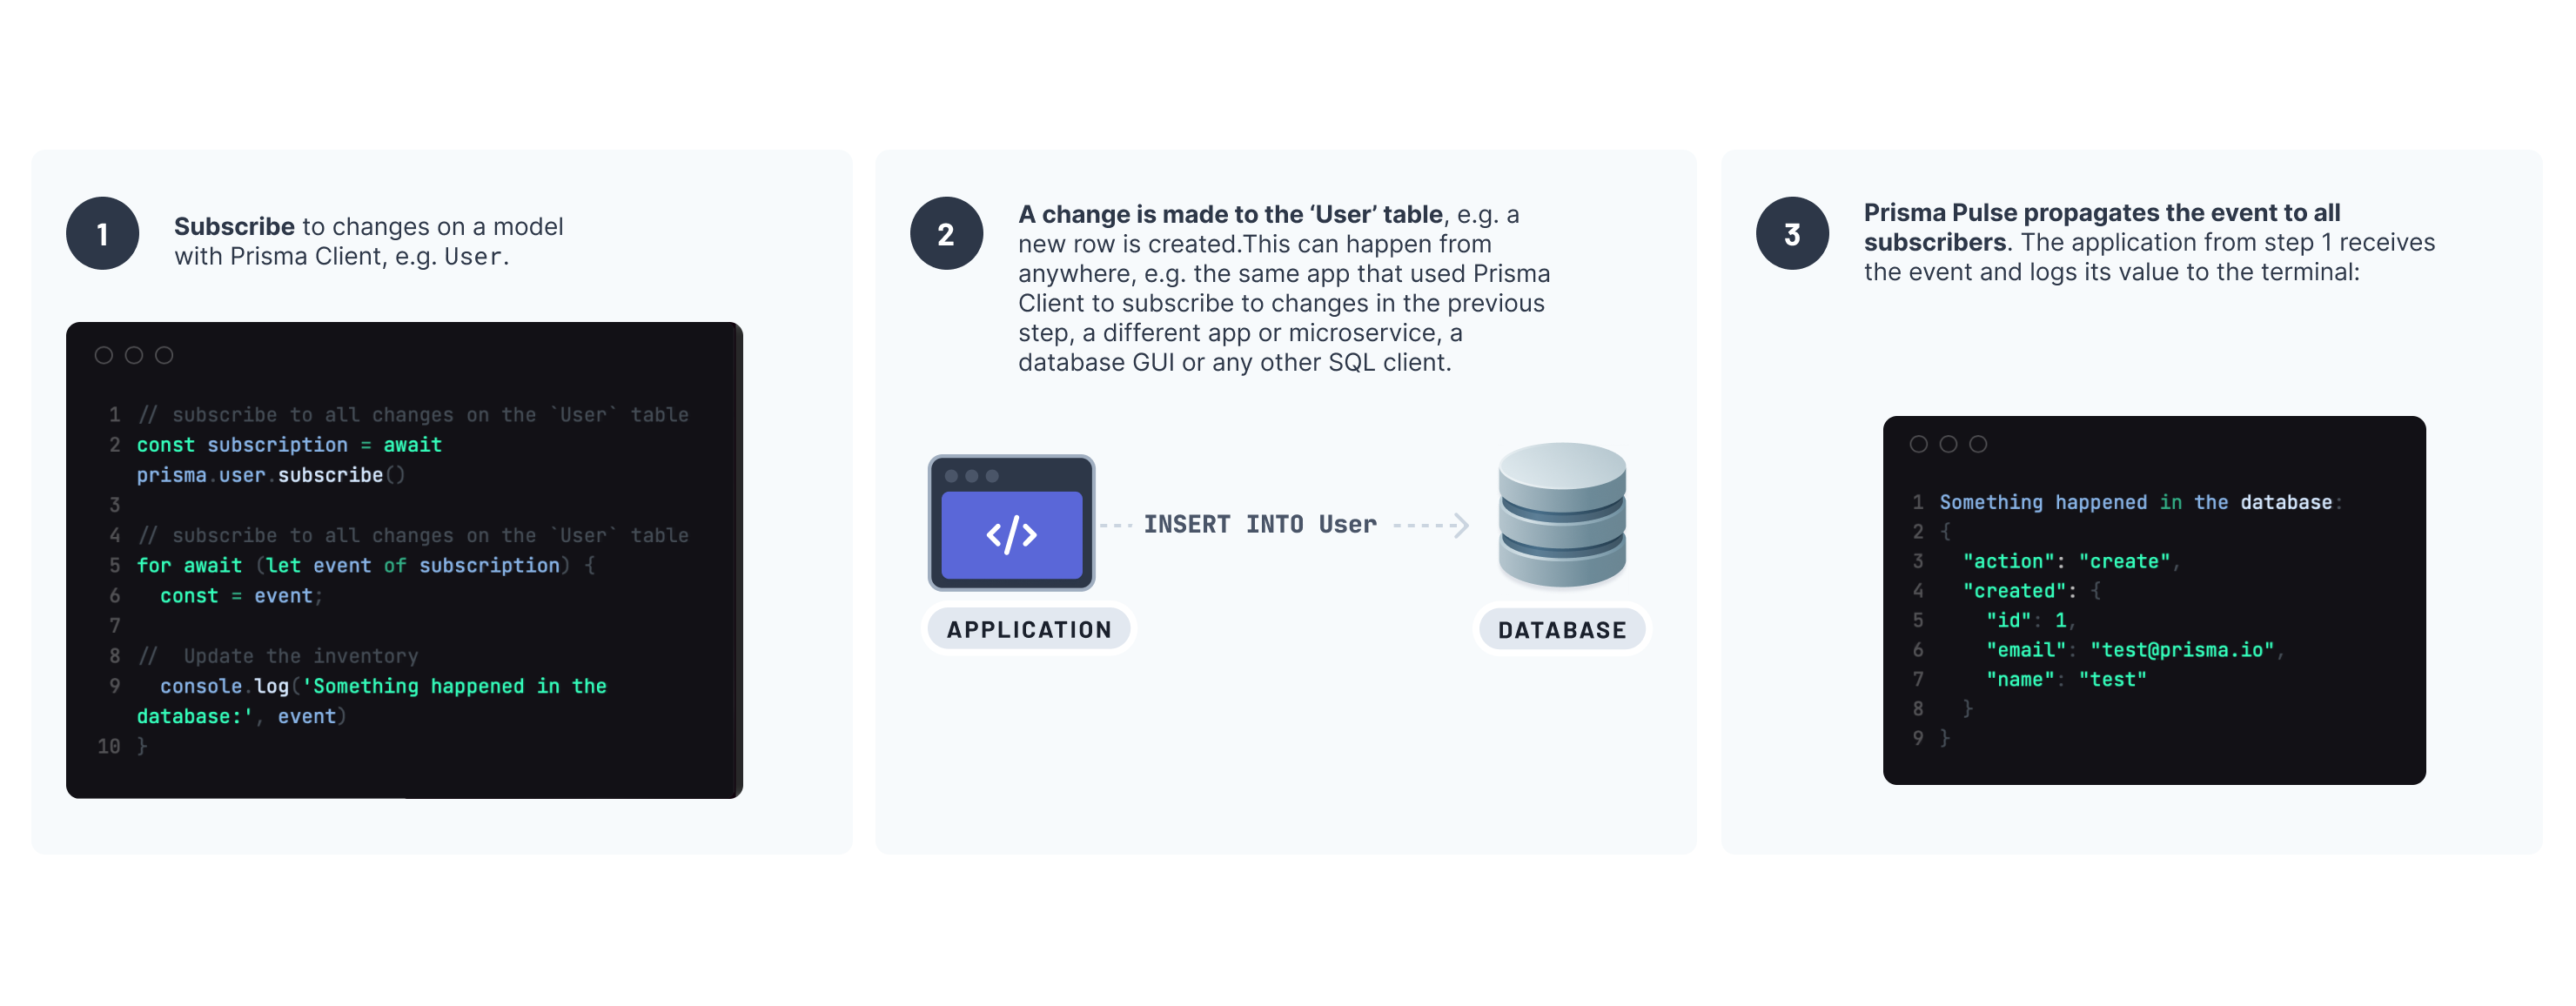 1
Subscribe to changes on a model
with Prisma Client, e.g. User.
1 // subscribe to all changes on the `User` table
2 const subscription = await
prisma.user.subscribe()
3
4 // subscribe to all changes on the `User` table
5 for await (let event of subscription) {
6   const = event;
7
8 //  Update the inventory
9   console.log('Something happened in the
database:', event)
10 }
2
A change is made to the ‘User’ table, e.g. a
new row is created.This can happen from
anywhere, e.g. the same app that used Prisma
Client to subscribe to changes in the previous
step, a different app or microservice, a
database GUI or any other SQL client.
</>
INSERT INTO User
APPLICATION
DATABASE
3
Prisma Pulse propagates the event to all
subscribers. The application from step 1 receives
the event and logs its value to the terminal:
1 Something happened in the database:
2 {
3   "action": "create",
4   "created": {
5     "id": 1,
6     "email": "test@prisma.io",
7     "name": "test"
8   }
9 }